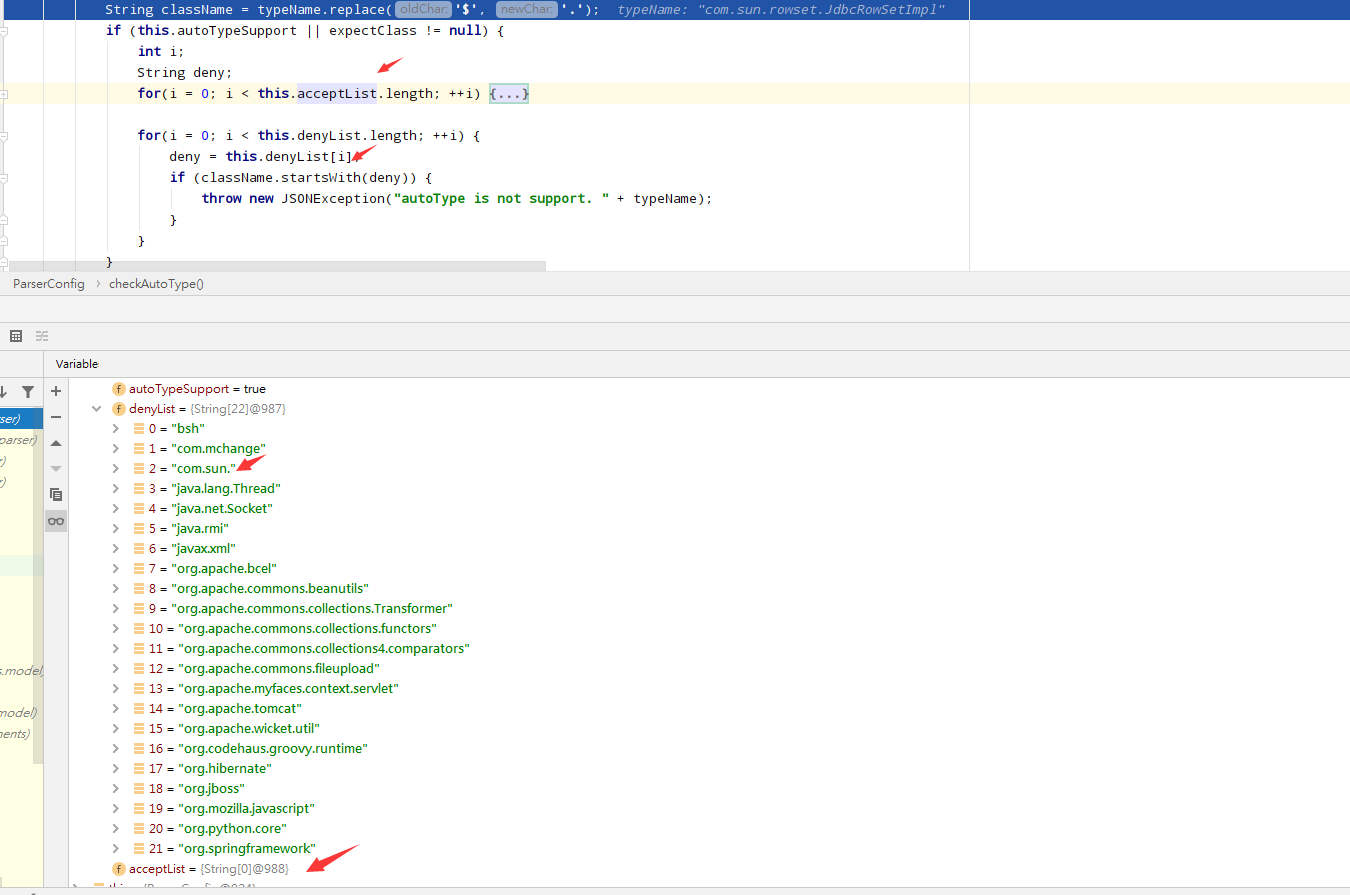 String className = typeName.replace( oldChar: '$', newChar: '.'); typeName: "com.sun.rowset.JdbcRowSetImpl"
if (this.autoTypeSupport || expectClass != null) {
int i;
String deny;
for(i = 0; i < this.acceptList.length; ++i) {...}
for(i = 0; i < this.denyList.length; ++i) {
deny = this.denyList[i]
if (className.startsWith(deny)) {
throw new JSONException("autoType is not support. " + typeName);
}
}
}
ParserConfig › checkAutoType()
Variable
f autoTypeSupport = true
ser) f denyList = {String[22]@987}
0 = "bsh"
parser) 1 = "com.mchange"
r) 2 = "com.sun."
r) 3 = "java.lang.Thread"
4 = "java.net.Socket"
5 = "java.rmi"
6 = "javax.xml"
7 = "org.apache.bcel"
8 = "org.apache.commons.beanutils"
9 = "org.apache.commons.collections.Transformer"
10 = "org.apache.commons.collections.functors"
11 = "org.apache.commons.collections4.comparators"
s.model) 12 = "org.apache.commons.fileupload"
13 = "org.apache.myfaces.context.servlet"
model) 14 = "org.apache.tomcat"
nents) 15 = "org.apache.wicket.util"
16 = "org.codehaus.groovy.runtime"
17 = "org.hibernate"
18 = "org.jboss"
19 = "org.mozilla.javascript"
20 = "org.python.core"
21 = "org.springframework"
f acceptList = {String[0]@988}